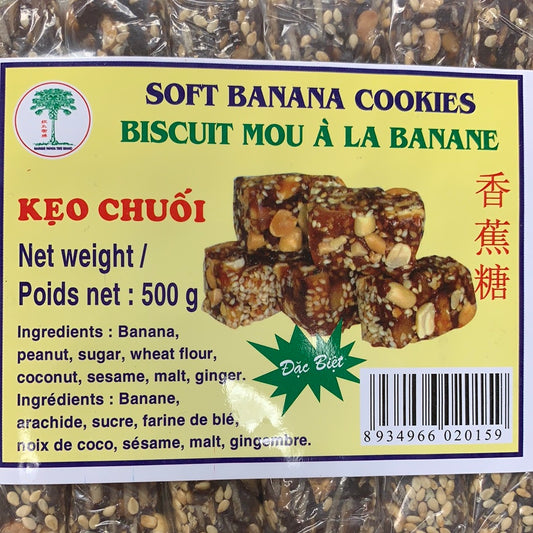 SOFT BANANA COOKIES
BISCUIT MOU À LA BANANE
KẸO CHUỐI
香蕉糖
Net weight /
Poids net : 500 g
Ingredients : Banana,
peanut, sugar, wheat flour,
coconut, sesame, malt, ginger.
Ingrédients : Banane,
arachide, sucre, farine de blé,
noix de coco, sésame, malt, gingembre.
Đặc Biệt
8 934966 020159